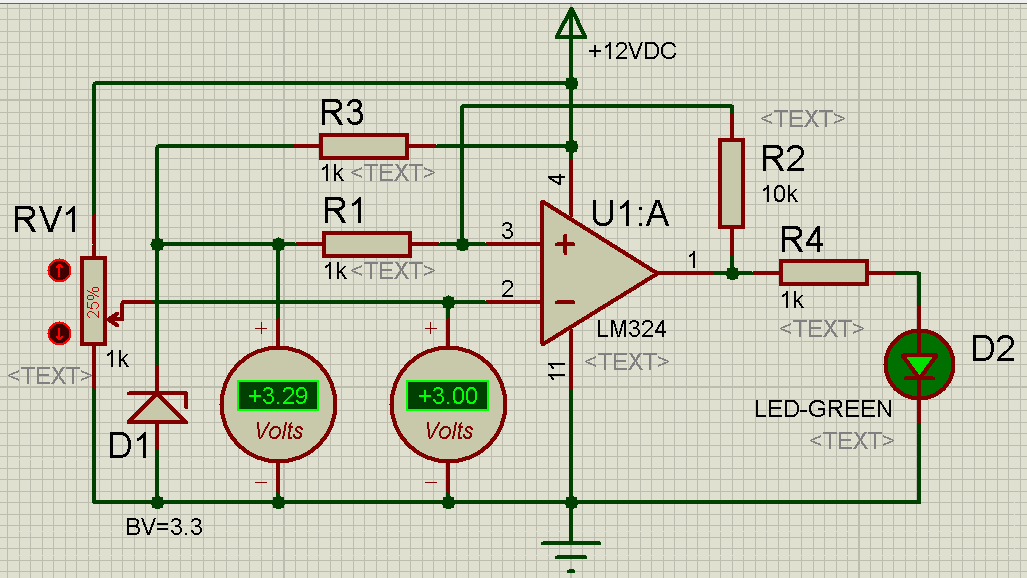 +12VDC
R3
1k <TEXT>
<TEXT>
R2
10k
4
U1:A
RV1
R1
1k <TEXT>
3
+
R4
1
1k
<TEXT>
25%
2
−
LM324
<TEXT>
11
1k
<TEXT>
+
+3.29
Volts
−
+
+3.00
Volts
−
D2
LED-GREEN
<TEXT>
D1
BV=3.3